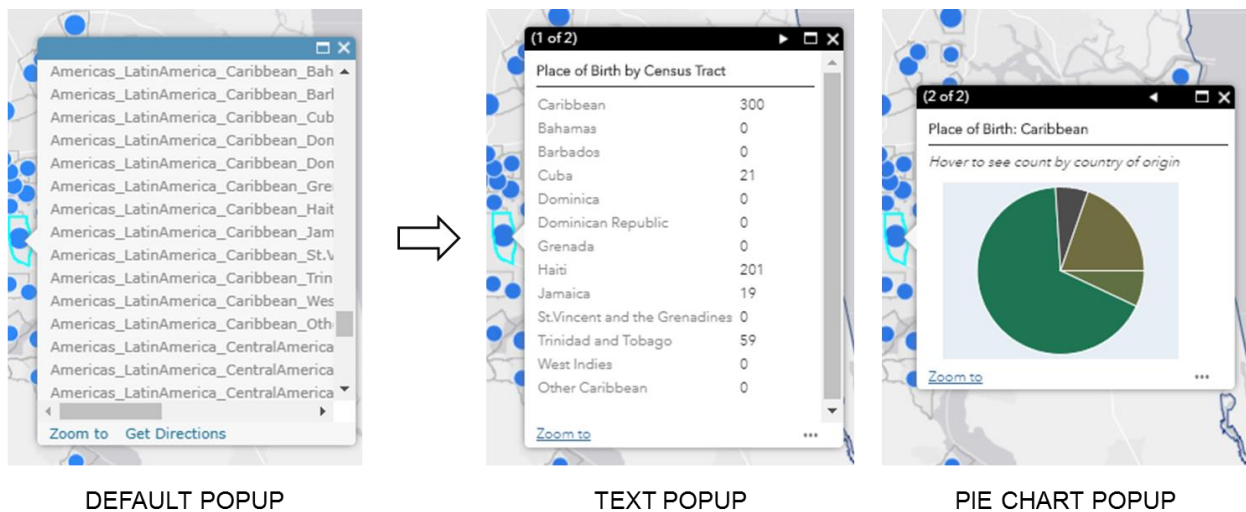 Americas_LatinAmerica_Caribbean_Bah
Americas_LatinAmerica_Caribbean_Barl
Americas_LatinAmerica_Caribbean_Cub
Americas_LatinAmerica_Caribbean_Don
Americas_LatinAmerica_Caribbean_Don
Americas_LatinAmerica_Caribbean_Gre
Americas_LatinAmerica_Caribbean_Hait
Americas_LatinAmerica_Caribbean_Jam
Americas_LatinAmerica_Caribbean_St.V
Americas_LatinAmerica_Caribbean_Trin
Americas_LatinAmerica_Caribbean_Wes
Americas_LatinAmerica_Caribbean_Oth
Americas_LatinAmerica_CentralAmerica
Americas_LatinAmerica_CentralAmerica
Americas_LatinAmerica_CentralAmerica
Zoom to Get Directions
DEFAULT POPUP
(1 of 2)
Place of Birth by Census Tract
Caribbean 300
Bahamas 0
Barbados 0
Cuba 21
Dominica 0
Dominican Republic 0
Grenada 0
Haiti 201
Jamaica 19
St.Vincent and the Grenadines 0
Trinidad and Tobago 59
West Indies 0
Other Caribbean 0
Zoom to
TEXT POPUP
(2 of 2)
Place of Birth: Caribbean
Hover to see count by country of origin
Zoom to
PIE CHART POPUP